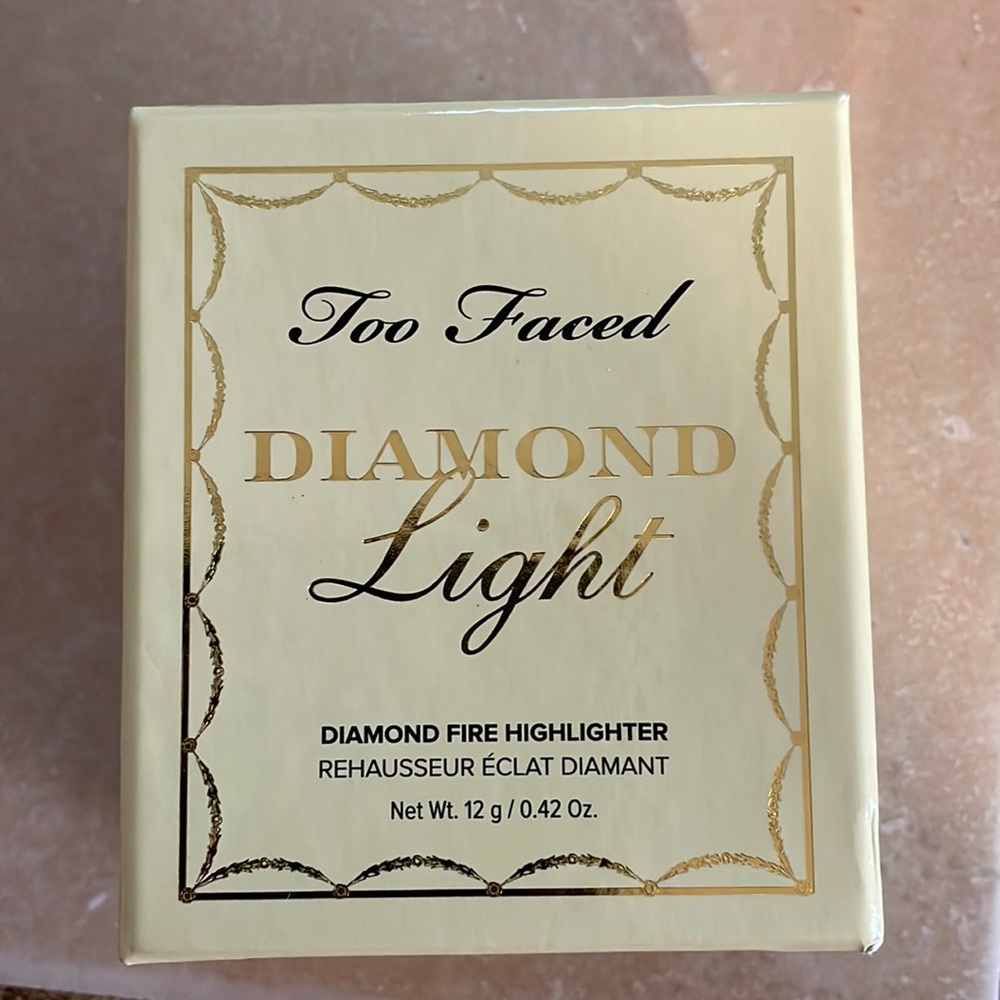 Too Faced
DIAMOND
Light
DIAMOND FIRE HIGHLIGHTER
REHAUSSEUR ÉCLAT DIAMANT
Net Wt. 12 g / 0.42 Oz.